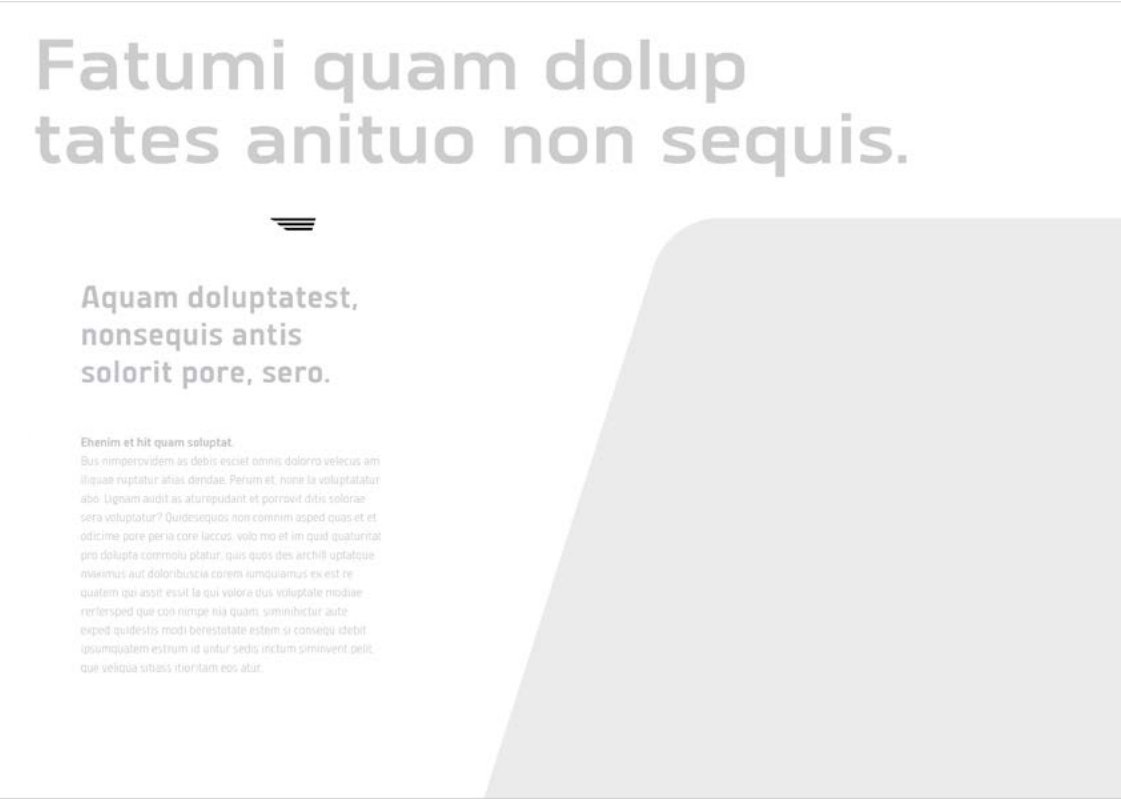 Fatumi quam dolup
tates anituo non sequis.
Aquam doluptatest,
nonsequis antis
solorit pore, sero.
Ehenim et hit quam soluptat.
Bus nimperovidem as debis esciet omnis dolorro velecus am
iliquae ruptatur atias dendae. Perum et, none la voluptatatur
abo. Lignam audit as aturepudant et porrovit ditis solorae
sera voluptatur? Quidesequos non comnim asped quas et et
odicime pore per ia core laccus, volo mo et im quid quaturitat
pro dolupta commolu ptatur, quis quos des archill uptatque
maximus aut doloribuscia corem iumquiamus ex est re
quatem qui assit essit la qui volora dus voluptate modiae
rerfersped que con nimpe nia quam, siminihictur aute
exped quidestis modi berestotate estem si consequ idebit
ipsumquatem estrum id untur sedis inctum siminvent pelit,
que veliqua sitiass itioritam eos atur.